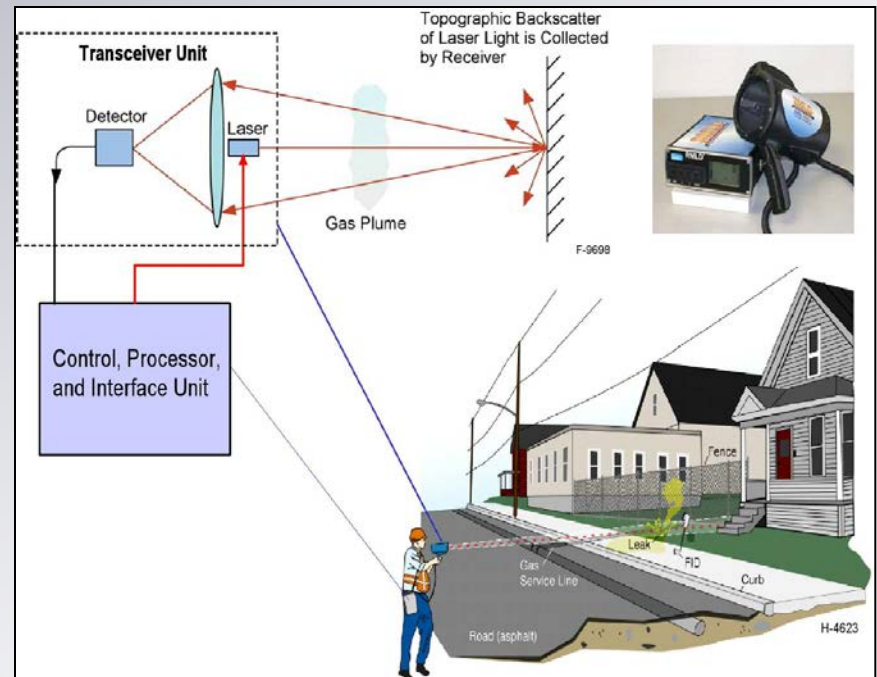 Topographic Backscatter
of Laser Light is Collected
by Receiver
Transceiver Unit
Detector
Laser
Gas Plume
F-9698
Control, Processor,
and Interface Unit
Fence
Leak
FID
Gas
Service Line
Curb
Road (asphalt)
H-4623